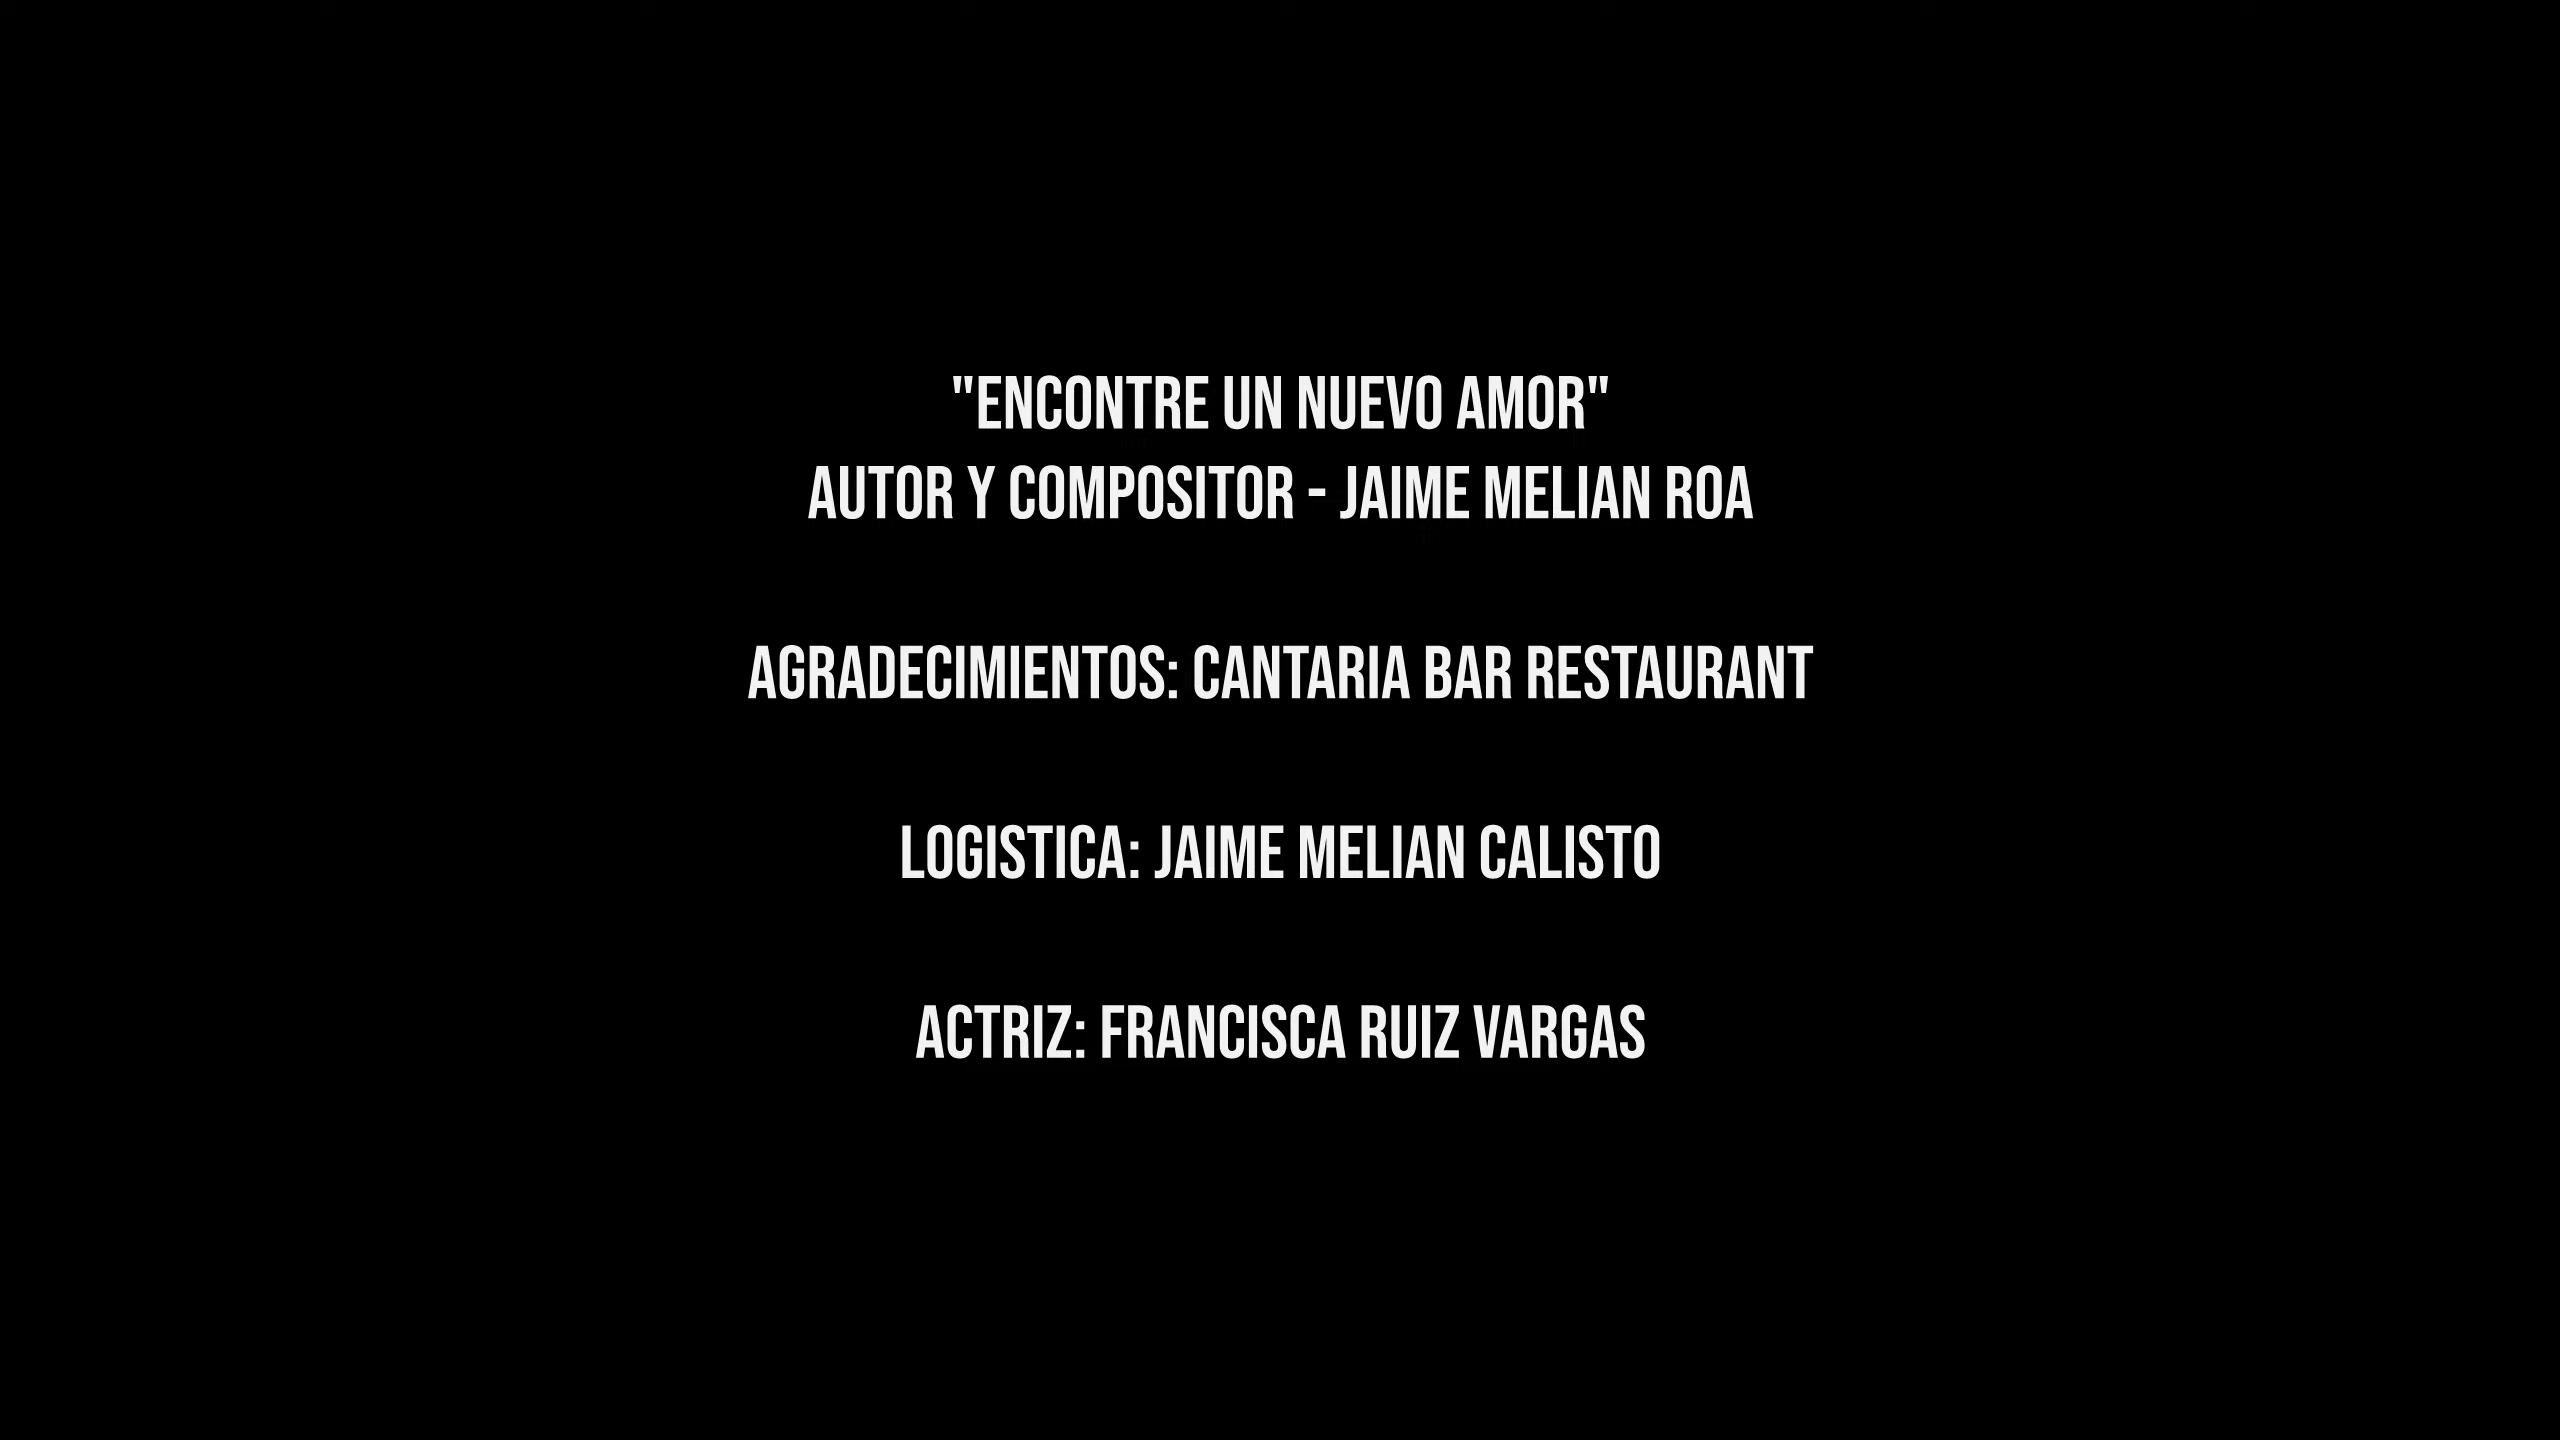 "ENCONTRE UN NUEVO AMOR"
AUTOR Y COMPOSITOR - JAIME MELIAN ROA
AGRADECIMIENTOS: CANTARIA BAR RESTAURANT
LOGISTICA: JAIME MELIAN CALISTO
ACTRIZ: FRANCISCA RUIZ VARGAS